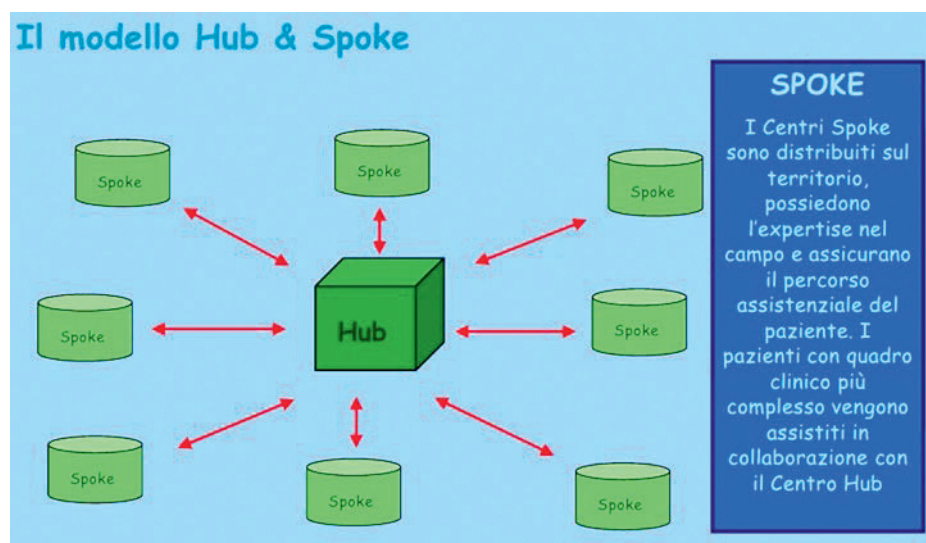 Il modello Hub & Spoke
Spoke
Spoke
Spoke
Spoke
Hub
Spoke
Spoke
Spoke
Spoke
SPOKE
I Centri Spoke
sono distribuiti sul
territorio,
possiedono
l'expertise nel
campo e assicurano
il percorso
assistenziale del
paziente. I
pazienti con quadro
clinico più
complesso vengono
assistiti in
collaborazione con
il Centro Hub